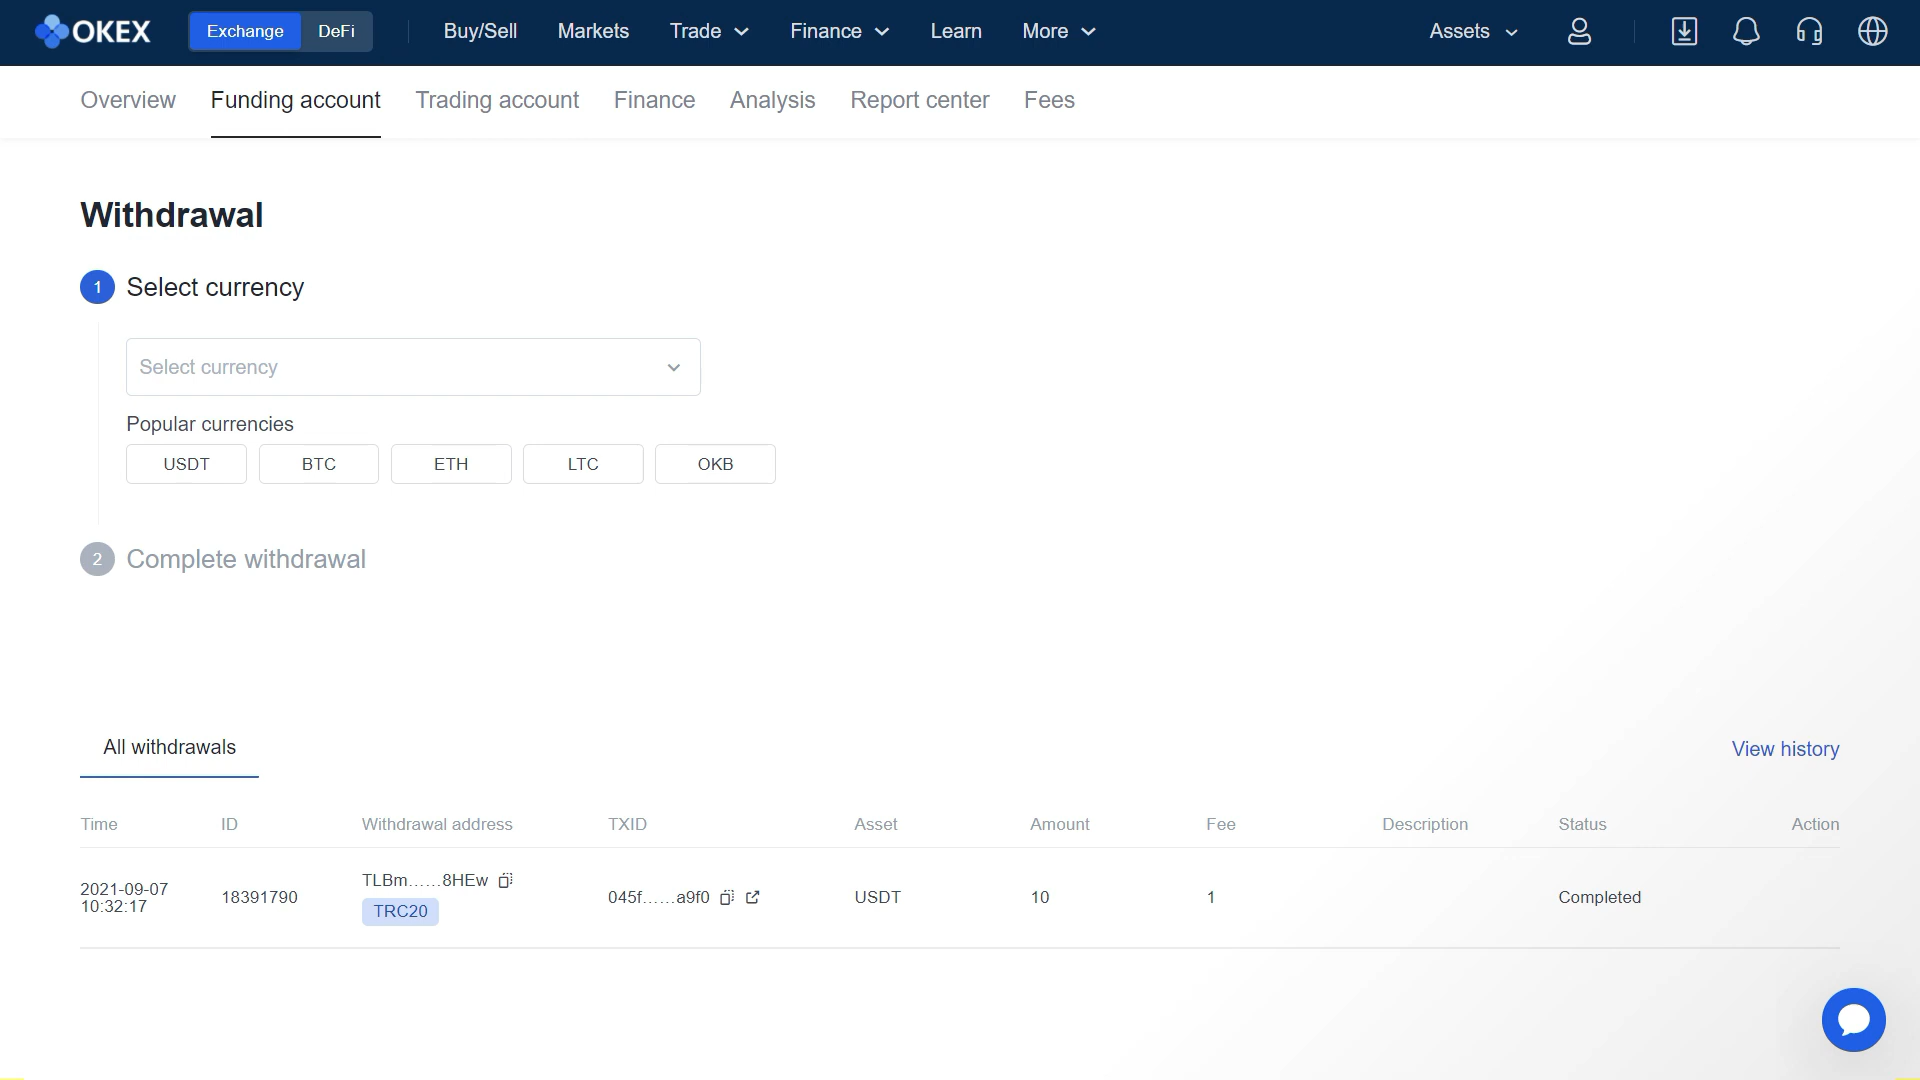 OKEX Exchange DeFi Buy/Sell Markets Trade Finance Learn More Assets
Overview Funding account Trading account Finance Analysis Report center Fees
Withdrawal
1 Select currency
Select currency
Popular currencies
USDT BTC ETH LTC OKB
2 Complete withdrawal
All withdrawals View history
Time ID Withdrawal address TXID Asset Amount Fee Description Status Action
2021-09-07
10:32:17
18391790
TLBm......8HEw
TRC20
045f......a9f0
USDT
10
1
Completed